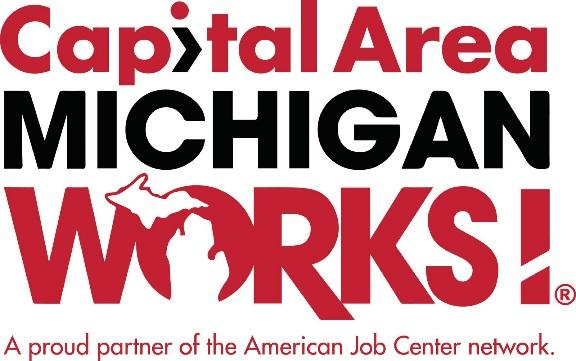 Capital Area
MICHIGAN
WORKS!®
A proud partner of the American Job Center network.